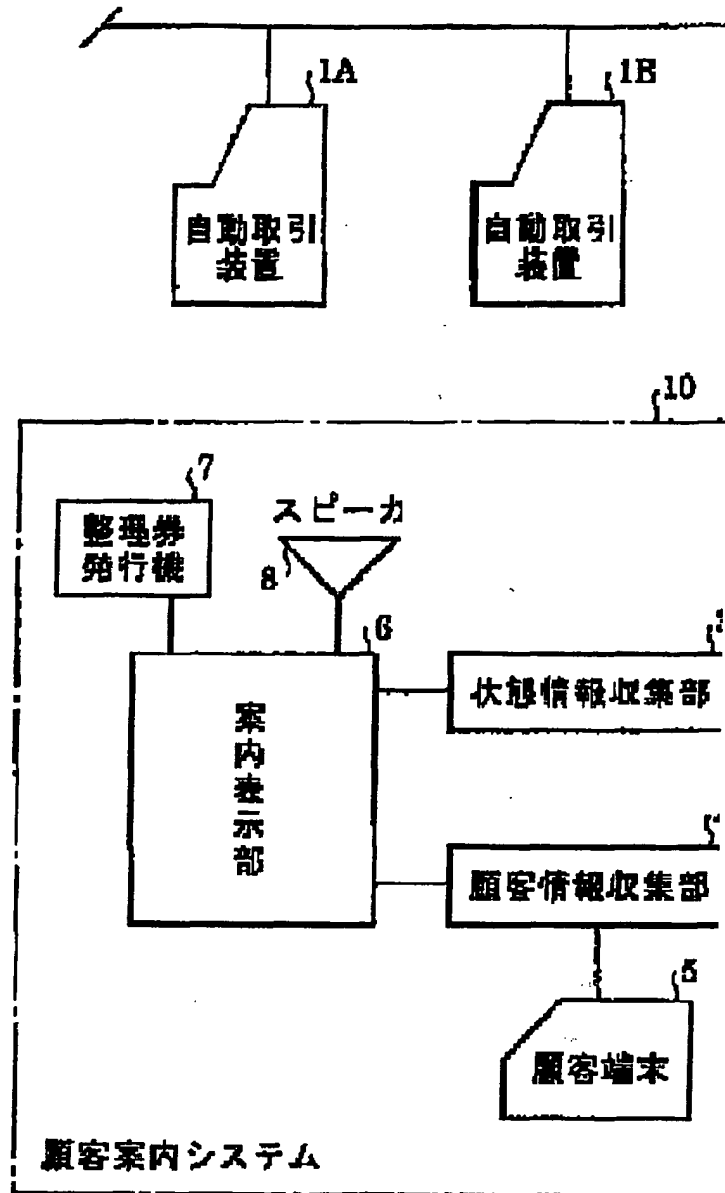 1A
1B
自動取引
装置
自動取引
装置
10
7
整理券
発行機
スピーカ
8
6
案内表示部
状態情報収集部
顧客情報収集部
5
顧客端末
顧客案内システム